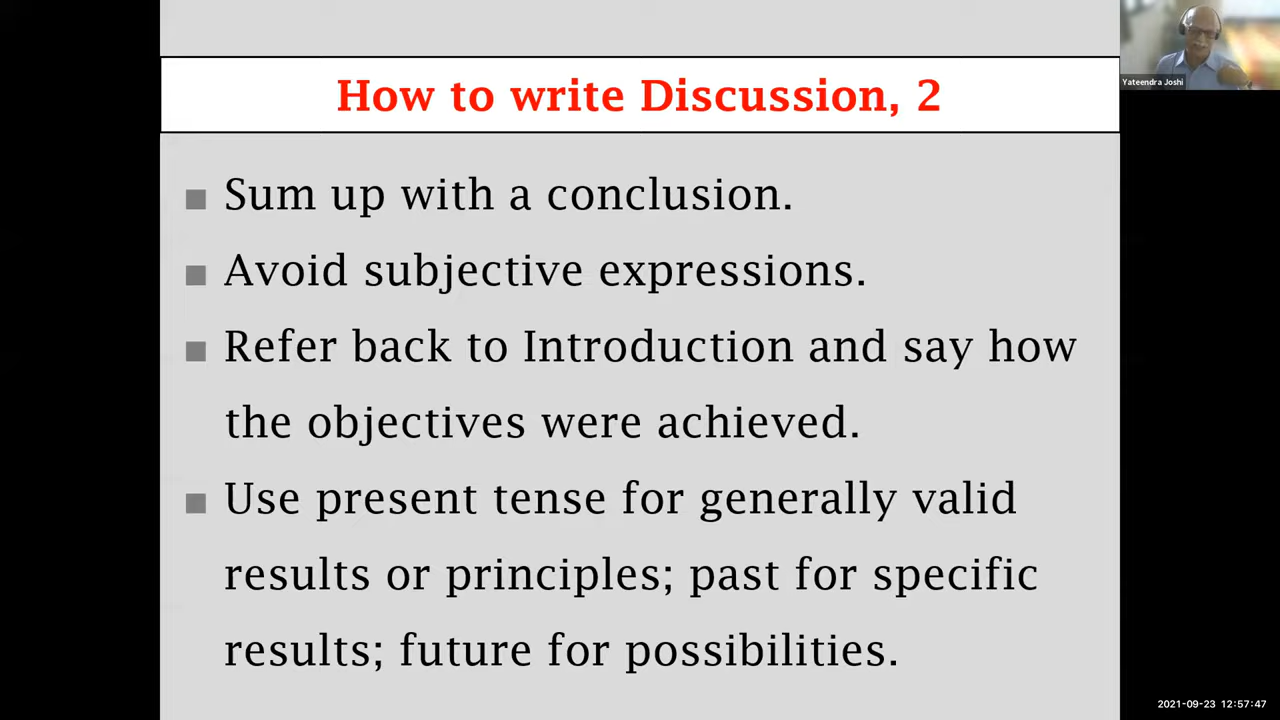 How to write Discussion, 2
Yateendra Joshi
Sum up with a conclusion.
Avoid subjective expressions.
Refer back to Introduction and say how
the objectives were achieved.
Use present tense for generally valid
results or principles; past for specific
results; future for possibilities.
2021-09-23 12:57:47